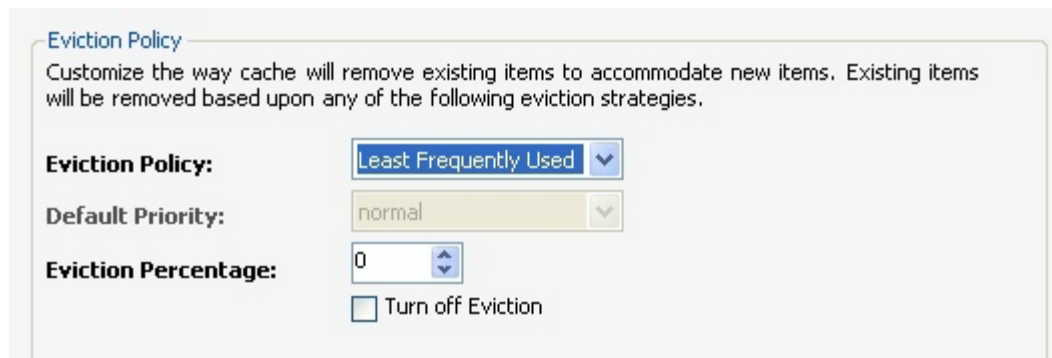 Eviction Policy
Customize the way cache will remove existing items to accommodate new items. Existing items
will be removed based upon any of the following eviction strategies.
Eviction Policy: Least Frequently Used
Default Priority: normal
Eviction Percentage: 0
Turn off Eviction